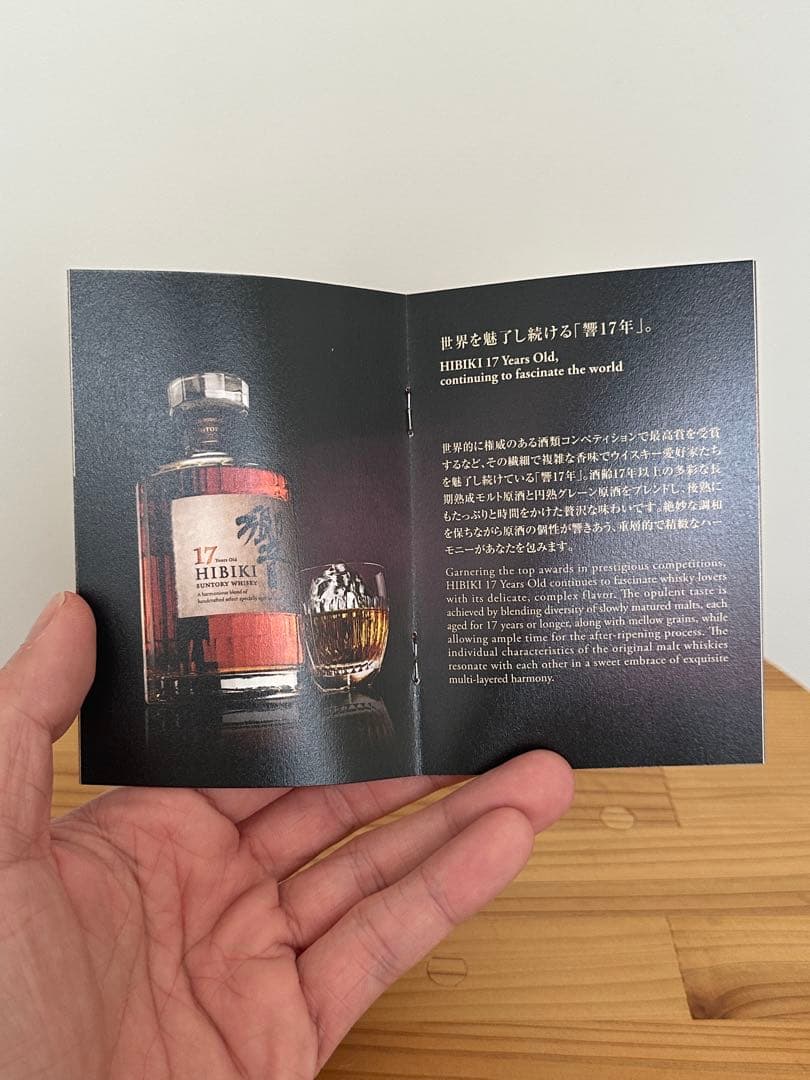 SUNTORY
響
17 Years Old
HIBIKI
SUNTORY WHISKY
A harmonious blend of
handcrafted select specially aged
世界を魅了し続ける「響17年」。
HIBIKI 17 Years Old,
continuing to fascinate the world
世界的に権威のある酒類コンペティションで最高賞を受賞
するなど、その繊細で複雑な香味でウイスキー愛好家たち
を魅了し続けている「響17年」。酒齢17年以上の多彩な長
期熟成モルト原酒と円熟グレーン原酒をブレンドし、後熟に
もたっぷりと時間をかけた贅沢な味わいです。絶妙な調和
を保ちながら原酒の個性が響きあう、重層的で精緻なハー
モニーがあなたを包みます。
Garnering the top awards in prestigious competitions,
HIBIKI 17 Years Old continues to fascinate whisky lovers
with its delicate, complex flavor. The opulent taste is
achieved by blending diversity of slowly matured malts, each
aged for 17 years or longer, along with mellow grains, while
allowing ample time for the after-ripening process. The
individual characteristics of the original malt whiskies
resonate with each other in a sweet embrace of exquisite
multi-layered harmony.